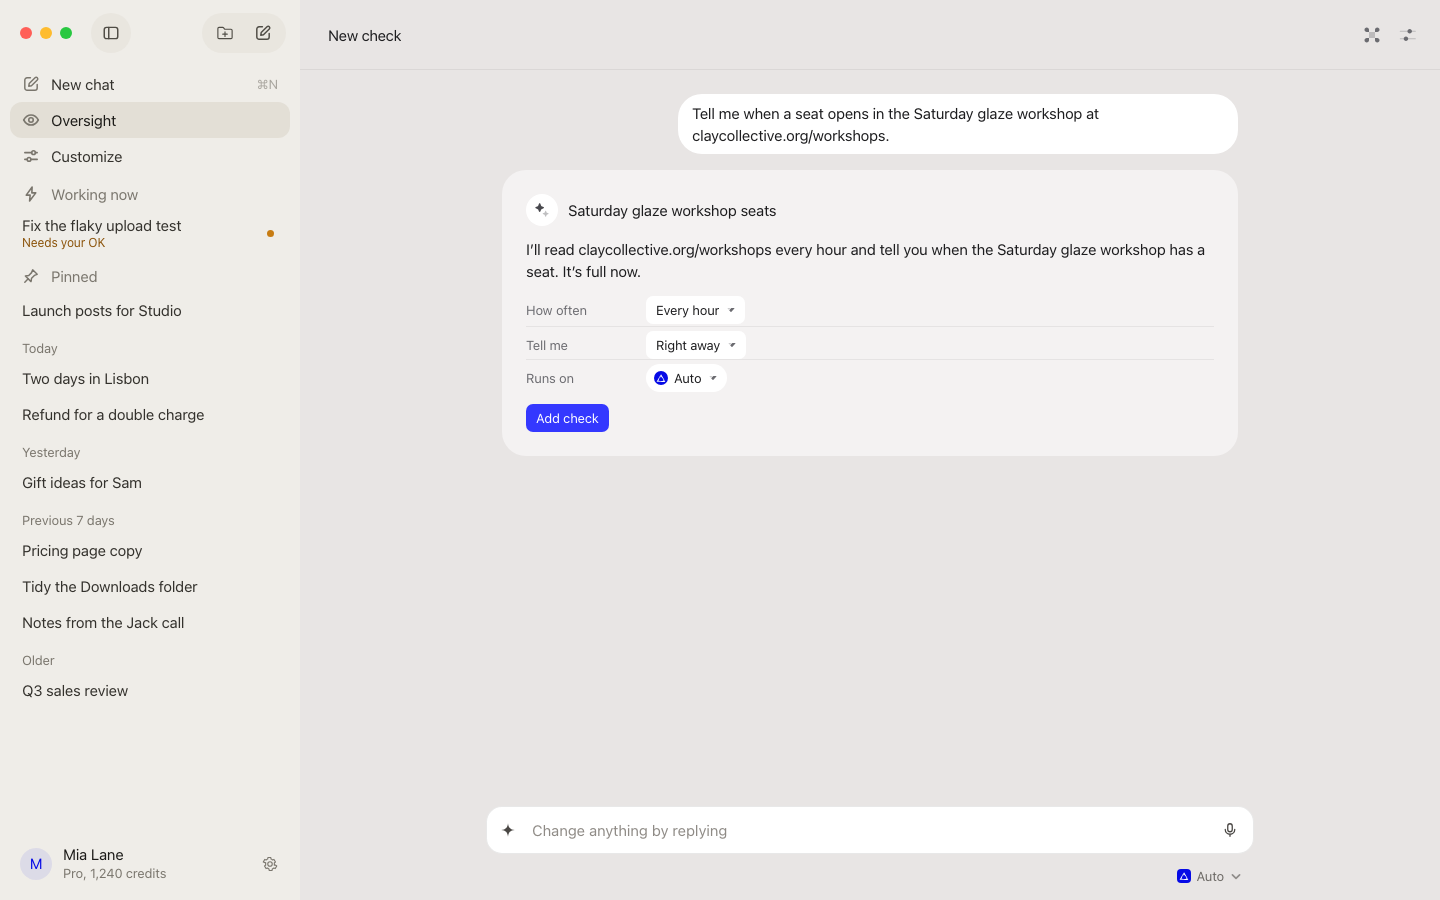 New chat
⌘N
Oversight
Customize
Working now
Fix the flaky upload test
Needs your OK
Pinned
Launch posts for Studio
Today
Two days in Lisbon
Refund for a double charge
Yesterday
Gift ideas for Sam
Previous 7 days
Pricing page copy
Tidy the Downloads folder
Notes from the Jack call
Older
Q3 sales review
M
Mia Lane
Pro, 1,240 credits
New check
Tell me when a seat opens in the Saturday glaze workshop at
claycollective.org/workshops.
Saturday glaze workshop seats
I’ll read claycollective.org/workshops every hour and tell you when the Saturday glaze workshop has a
seat. It’s full now.
How often
Every hour
Tell me
Right away
Runs on
Auto
Add check
Change anything by replying
Auto